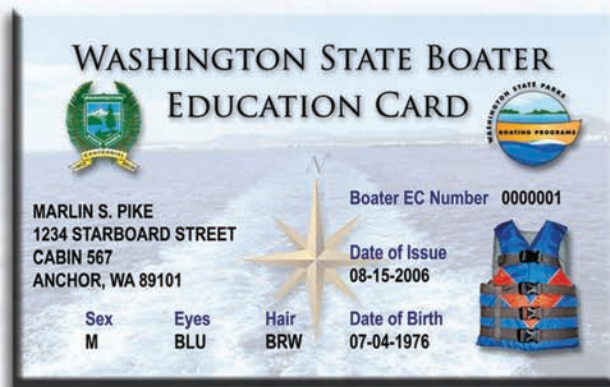 WASHINGTON STATE BOATER
EDUCATION CARD
CENTENNIAL
WASHINGTON STATE PARKS
BOATING PROGRAMS
N
Boater EC Number 0000001
MARLIN S. PIKE
1234 STARBOARD STREET
CABIN 567
ANCHOR, WA 89101
Date of Issue
08-15-2006
Sex Eyes Hair Date of Birth
M BLU BRW 07-04-1976